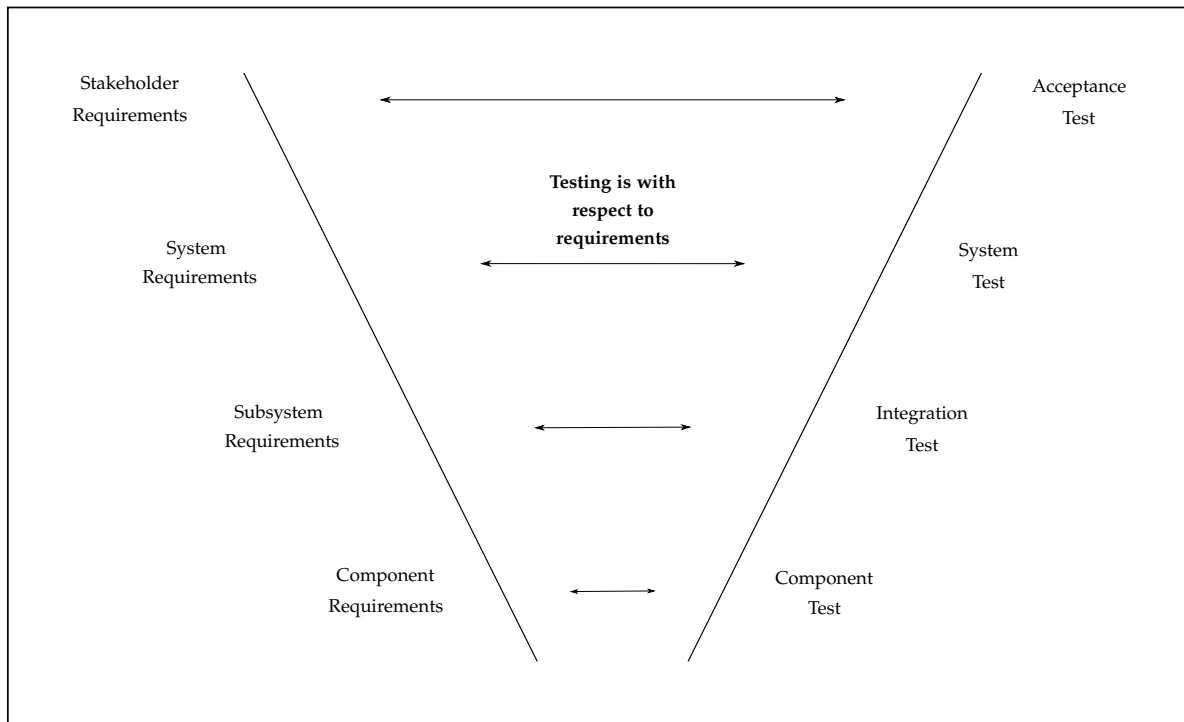 Stakeholder
Requirements
Acceptance
Test
Testing is with
respect to
requirements
System
Requirements
System
Test
Subsystem
Requirements
Integration
Test
Component
Requirements
Component
Test